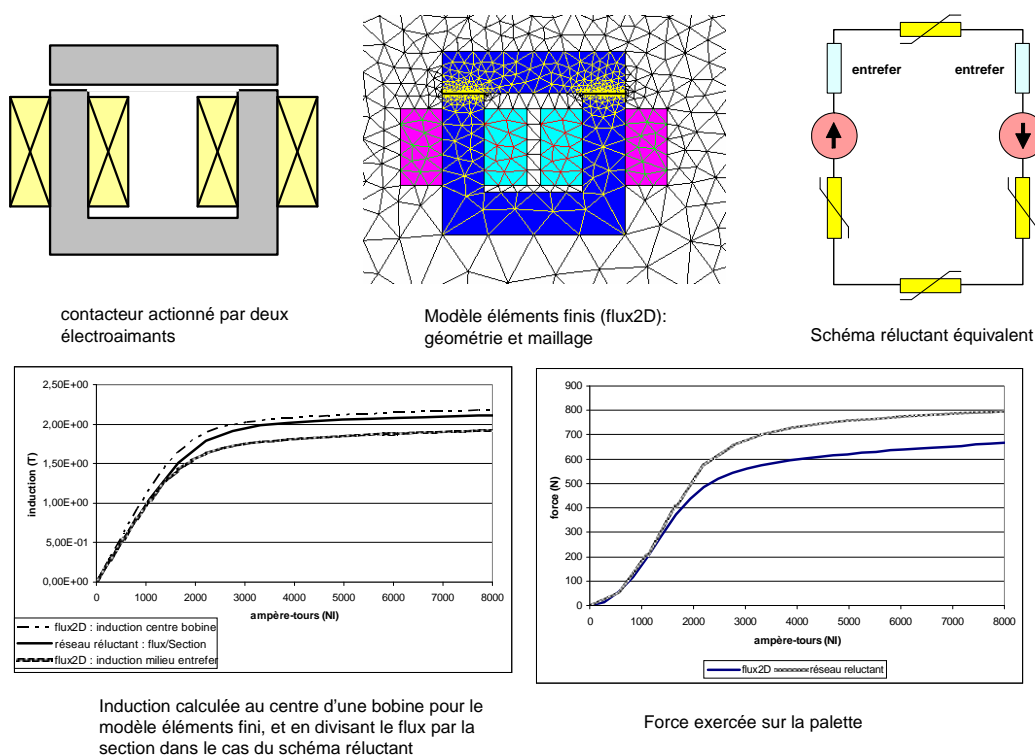 entrefer entrefer
contacteur actionné par deux
électroaimants
Modèle éléments finis (flux2D):
géométrie et maillage
Schéma réluctant équivalent
2,50E+00
2,00E+00
1,50E+00
1,00E+00
5,00E-01
0,00E+00
induction (T)
0 1000 2000 3000 4000 5000 6000 7000 8000
ampère-tours (NI)
flux2D : induction centre bobine
réseau réluctant : flux/Section
flux2D : induction milieu entrefer
900
800
700
600
500
400
300
200
100
0
force (N)
0 1000 2000 3000 4000 5000 6000 7000 8000
ampère-tours (NI)
flux2D réseau reluctant
Induction calculée au centre d'une bobine pour le
modèle éléments fini, et en divisant le flux par la
section dans le cas du schéma réluctant
Force exercée sur la palette